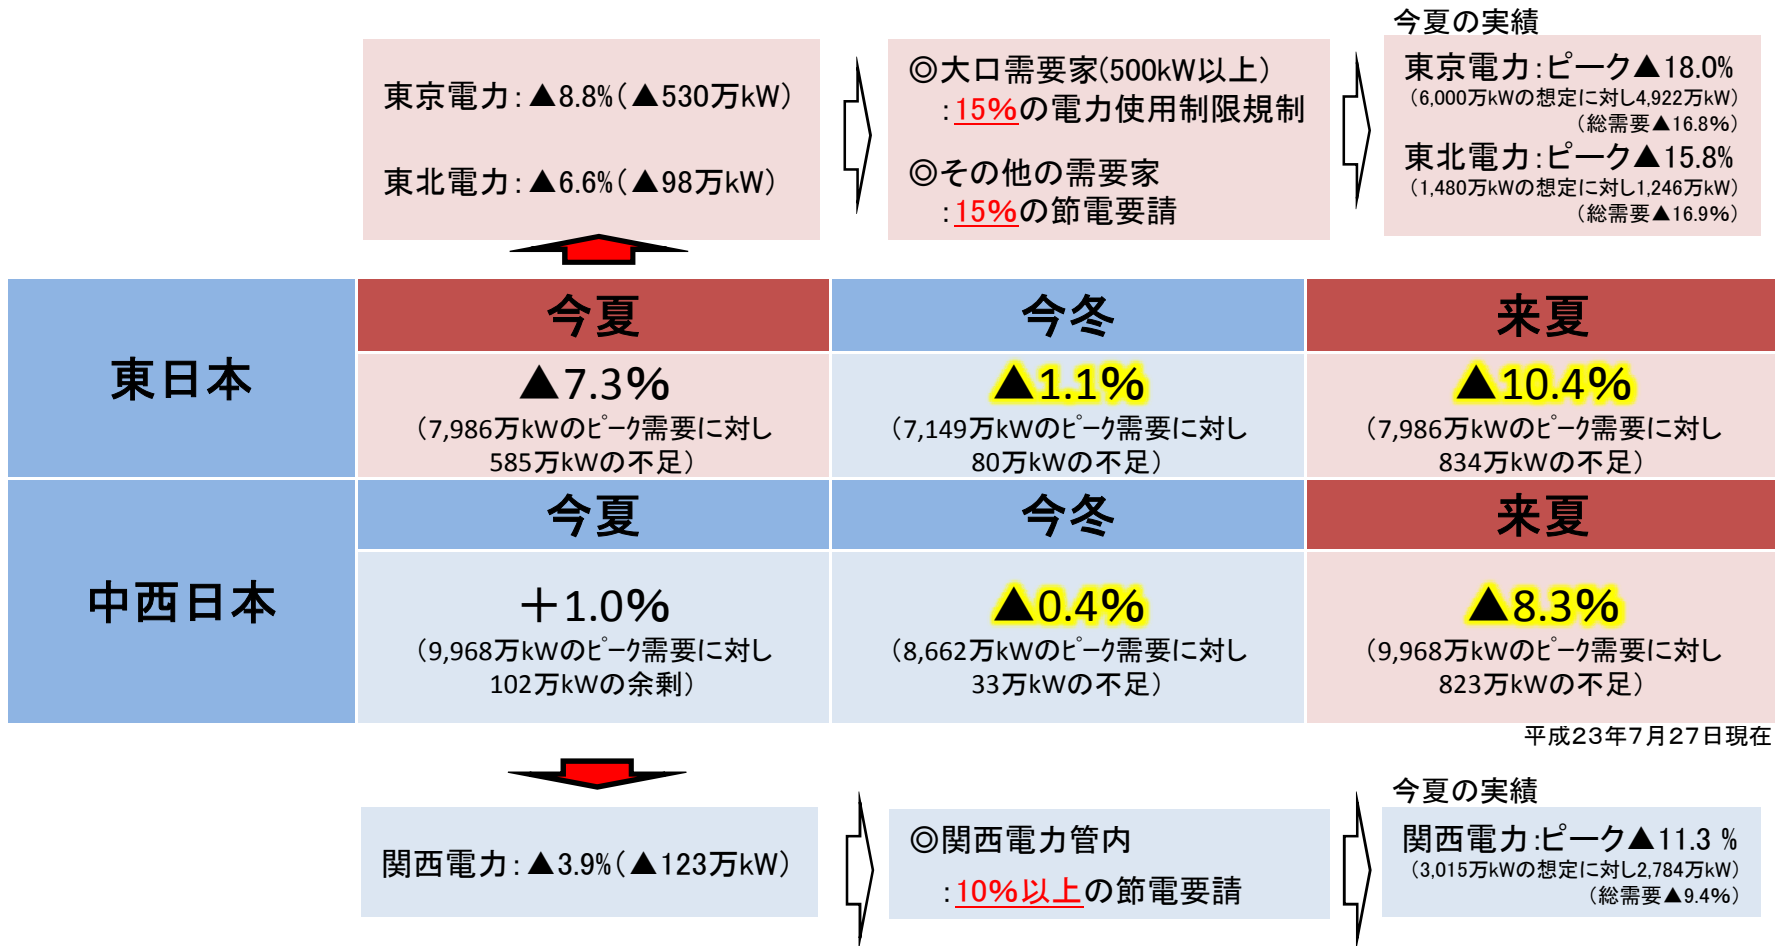 東京電力：▲8.8%（▲530万kW）
東北電力：▲6.6%（▲98万kW）
◎大口需要家(500kW以上)
：15%の電力使用制限規制
◎その他の需要家
：15%の節電要請
今夏の実績
東京電力：ピーク▲18.0%
（6,000万kWの想定に対し4,922万kW）
（総需要▲16.8%）
東北電力：ピーク▲15.8%
（1,480万kWの想定に対し1,246万kW）
（総需要▲16.9%）
東日本
今夏
今冬
来夏
▲7.3%
（7,986万kWのﾋﾟｰｸ需要に対し
585万kWの不足）
▲1.1%
（7,149万kWのﾋﾟｰｸ需要に対し
80万kWの不足）
▲10.4%
（7,986万kWのﾋﾟｰｸ需要に対し
834万kWの不足）
中西日本
今夏
今冬
来夏
＋1.0%
（9,968万kWのﾋﾟｰｸ需要に対し
102万kWの余剰）
▲0.4%
（8,662万kWのﾋﾟｰｸ需要に対し
33万kWの不足）
▲8.3%
（9,968万kWのﾋﾟｰｸ需要に対し
823万kWの不足）
平成23年7月27日現在
関西電力：▲3.9%（▲123万kW）
◎関西電力管内
：10%以上の節電要請
今夏の実績
関西電力：ピーク▲11.3 %
（3,015万kWの想定に対し2,784万kW）
（総需要▲9.4%）